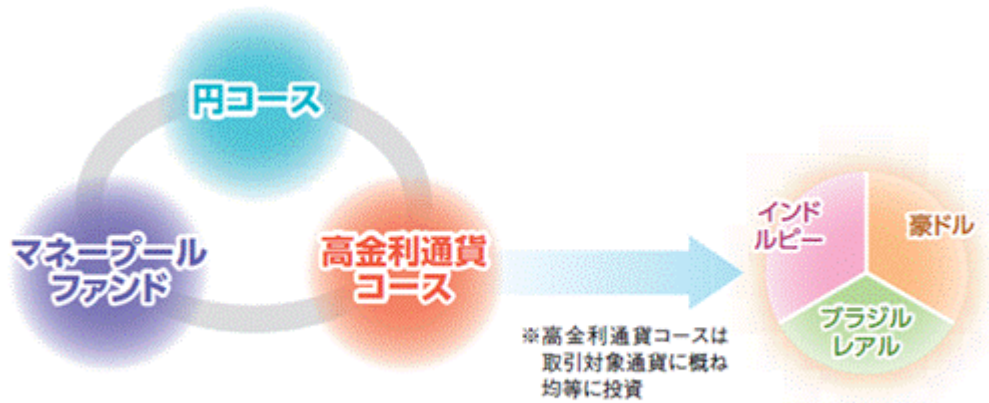 円コース
マネープール
ファンド
高金利通貨
コース
※高金利通貨コースは
取引対象通貨に概ね
均等に投資
インド
ルピー
豪ドル
ブラジル
レアル